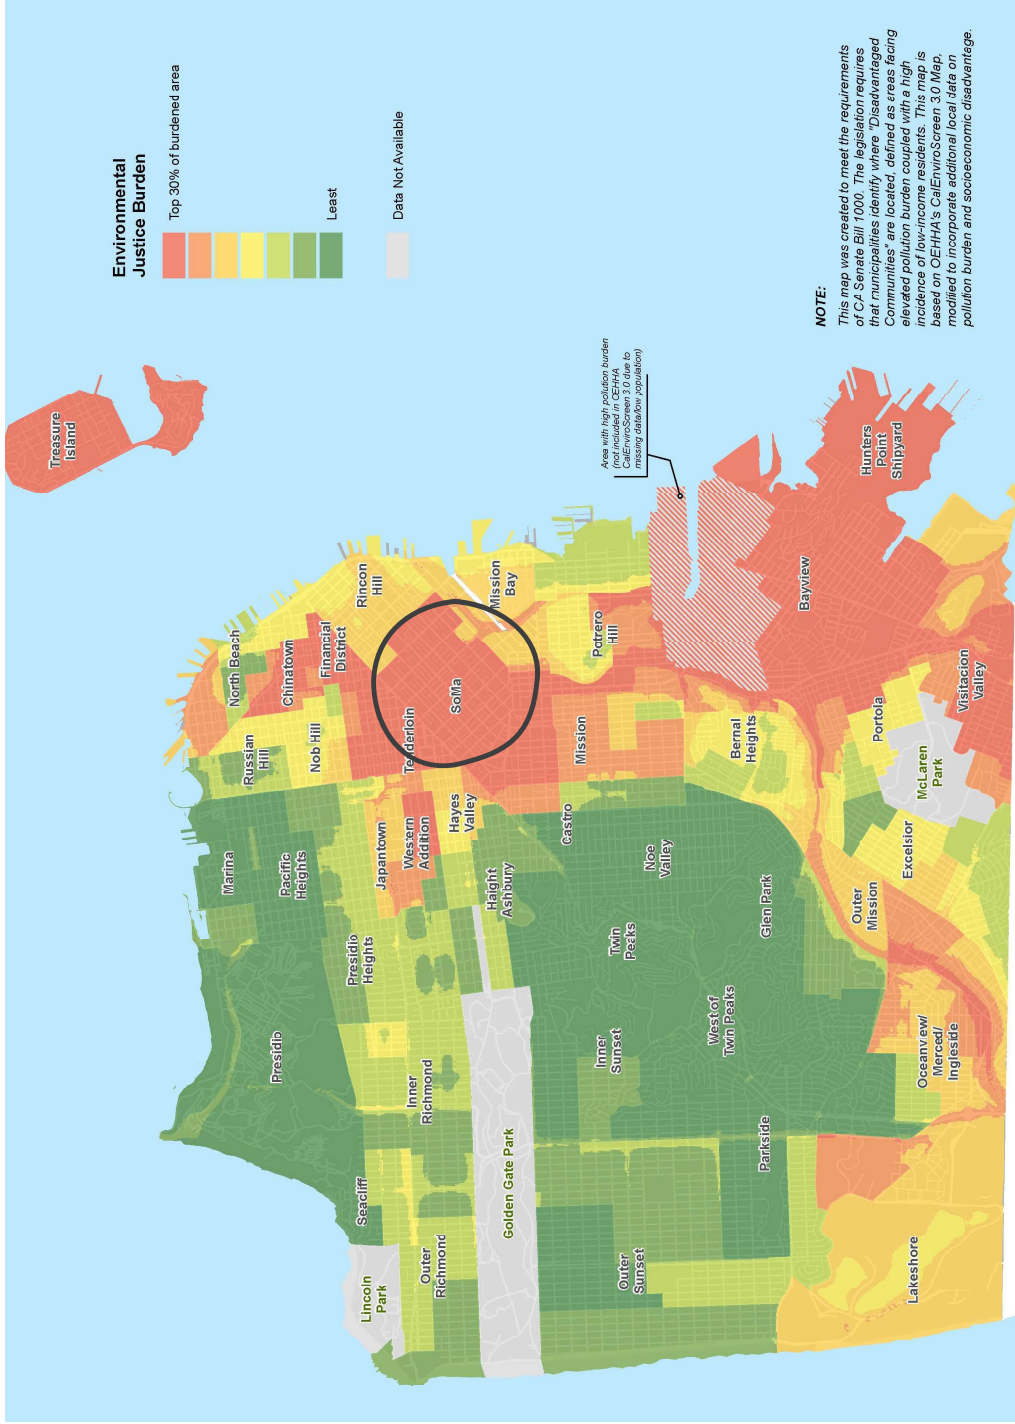 Environmental
Justice Burden
Top 30% of burdened area
Least
Data Not Available
NOTE:
This map was created to meet the requirements
of CA Senate Bill 1000. The legislation requires
that municipalities identify where "Disadvantaged
Communities" are located, defined as areas facing
elevated pollution burden coupled with a high
incidence of low-income residents. This map is
based on OEHHA's CalEnviroScreen 3.0 Map,
modified to incorporate additonal local data on
pollution burden and socioeconomic disadvantage.
Area with high pollution burden
(not included in OEHHA
CalEnviroScreen 3.0 due to
missing data/low population)
Treasure
Island
Rincon
Hill
Mission
Bay
North Beach
Chinatown
Financial
District
SoMa
Potrero
Hill
Bayview
Hunters
Point
Shipyard
Russian
Hill
Nob Hill
Tenderloin
Mission
Bernal
Heights
Portola
Visitacion
Valley
McLaren
Park
Marina
Pacific
Heights
Japantown
Western
Addition
Hayes
Valley
Castro
Haight
Ashbury
Noe
Valley
Excelsior
Outer
Mission
Glen Park
Presidio
Heights
Twin
Peaks
Presidio
Inner
Richmond
Inner
Sunset
West of
Twin Peaks
Oceanview/
Merced/
Ingleside
Golden Gate Park
Parkside
Seacliff
Lincoln
Park
Outer
Richmond
Outer
Sunset
Lakeshore